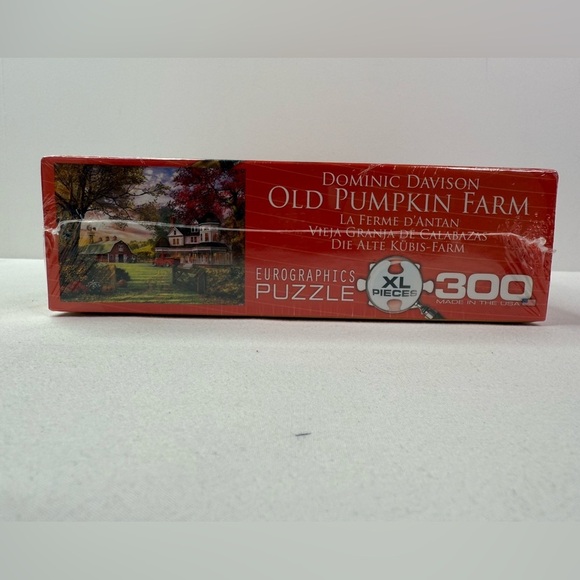 DOMINIC DAVISON
OLD PUMPKIN FARM
LA FERME D'ANTAN
VIEJA GRANJA DE CALABAZAS
DIE ALTE KÜBIS-FARM
EUROGRAPHICS
PUZZLE
XL
PIECES
300
MADE IN THE USA